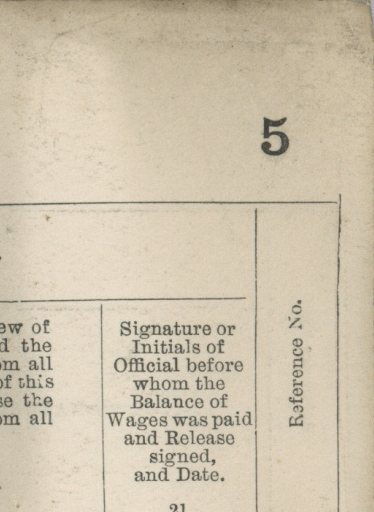 5
Reference No.
ew of
d the
om all
of this
se the
om all
Signature or
Initials of
Official before
whom the
Balance of
Wages was paid
and Release
signed,
and Date.
21